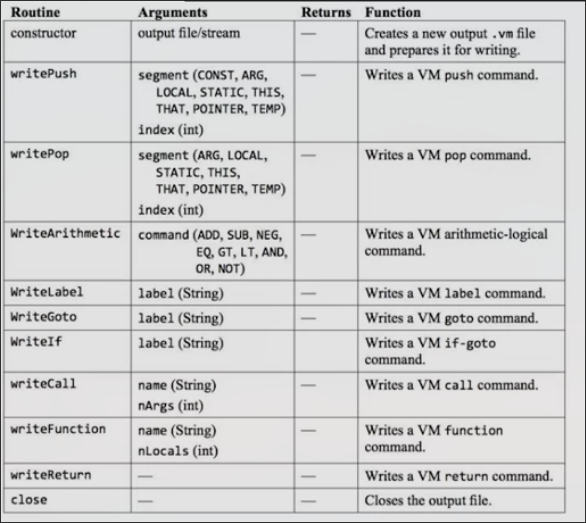 Routine Arguments Returns Function
constructor output file/stream — Creates a new output .vm file
and prepares it for writing.
writePush segment (CONST, ARG, — Writes a VM push command.
LOCAL, STATIC, THIS,
THAT, POINTER, TEMP)
index (int)
writePop segment (ARG, LOCAL, — Writes a VM pop command.
STATIC, THIS,
THAT, POINTER, TEMP)
index (int)
WriteArithmetic command (ADD, SUB, NEG, — Writes a VM arithmetic-logical
EQ, GT, LT, AND, command.
OR, NOT)
WriteLabel label (String) — Writes a VM label command.
WriteGoto label (String) — Writes a VM goto command.
WriteIf label (String) — Writes a VM if-goto
command.
writeCall name (String) — Writes a VM call command.
nArgs (int)
writeFunction name (String) — Writes a VM function
nLocals (int) command.
writeReturn — — Writes a VM return command.
close — — Closes the output file.